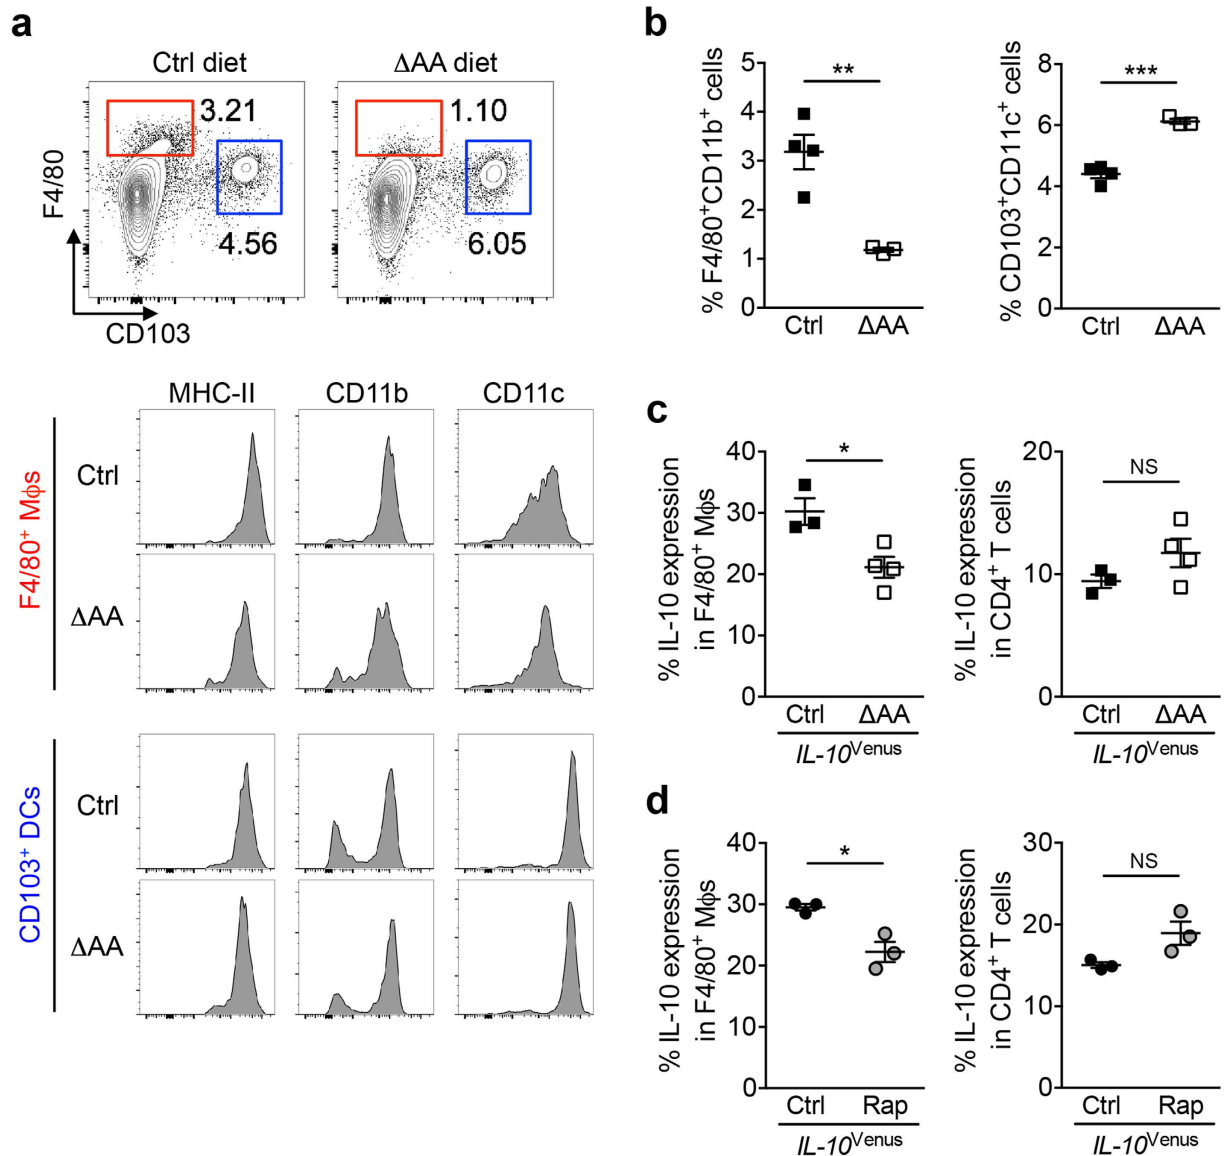 a
Ctrl diet
ΔAA diet
3.21
4.56
1.10
6.05
F4/80
CD103
MHC-II
CD11b
CD11c
F4/80⁺ Mϕs
Ctrl
ΔAA
CD103⁺ DCs
Ctrl
ΔAA
b
% F4/80⁺CD11b⁺ cells
5
4
3
2
1
0
**
Ctrl
ΔAA
% CD103⁺CD11c⁺ cells
8
6
4
2
0
***
Ctrl
ΔAA
c
% IL-10 expression
in F4/80⁺ Mϕs
40
30
20
10
0
*
Ctrl
ΔAA
IL-10ⱽᵉⁿᵘˢ
% IL-10 expression
in CD4⁺ T cells
20
10
0
NS
Ctrl
ΔAA
IL-10ⱽᵉⁿᵘˢ
d
% IL-10 expression
in F4/80⁺ Mϕs
40
30
20
10
0
*
Ctrl
Rap
IL-10ⱽᵉⁿᵘˢ
% IL-10 expression
in CD4⁺ T cells
30
20
10
0
NS
Ctrl
Rap
IL-10ⱽᵉⁿᵘˢ